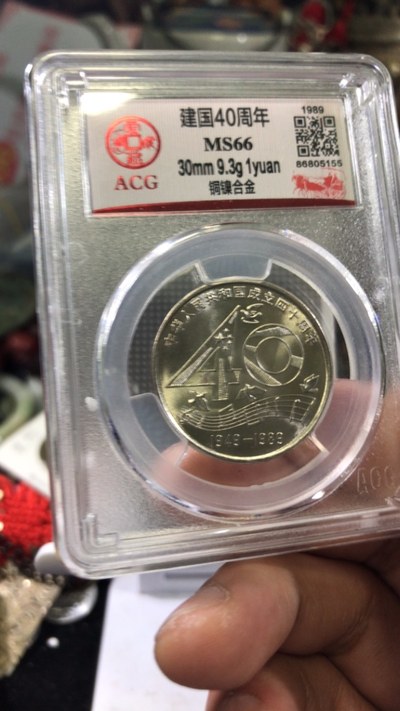 建国40周年
MS66
30mm 9.3g 1yuan
铜镍合金
ACG
1989
86805155
中华人民共和国成立四十周年
40
1949-1989